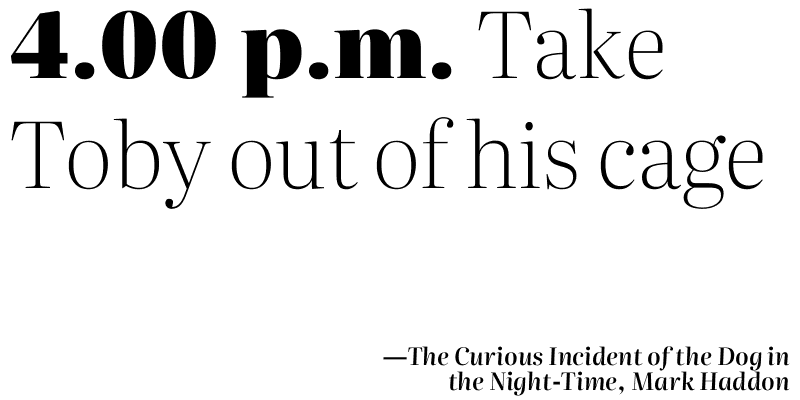 4.00 p.m. Take
Toby out of his cage
—The Curious Incident of the Dog in
the Night-Time, Mark Haddon